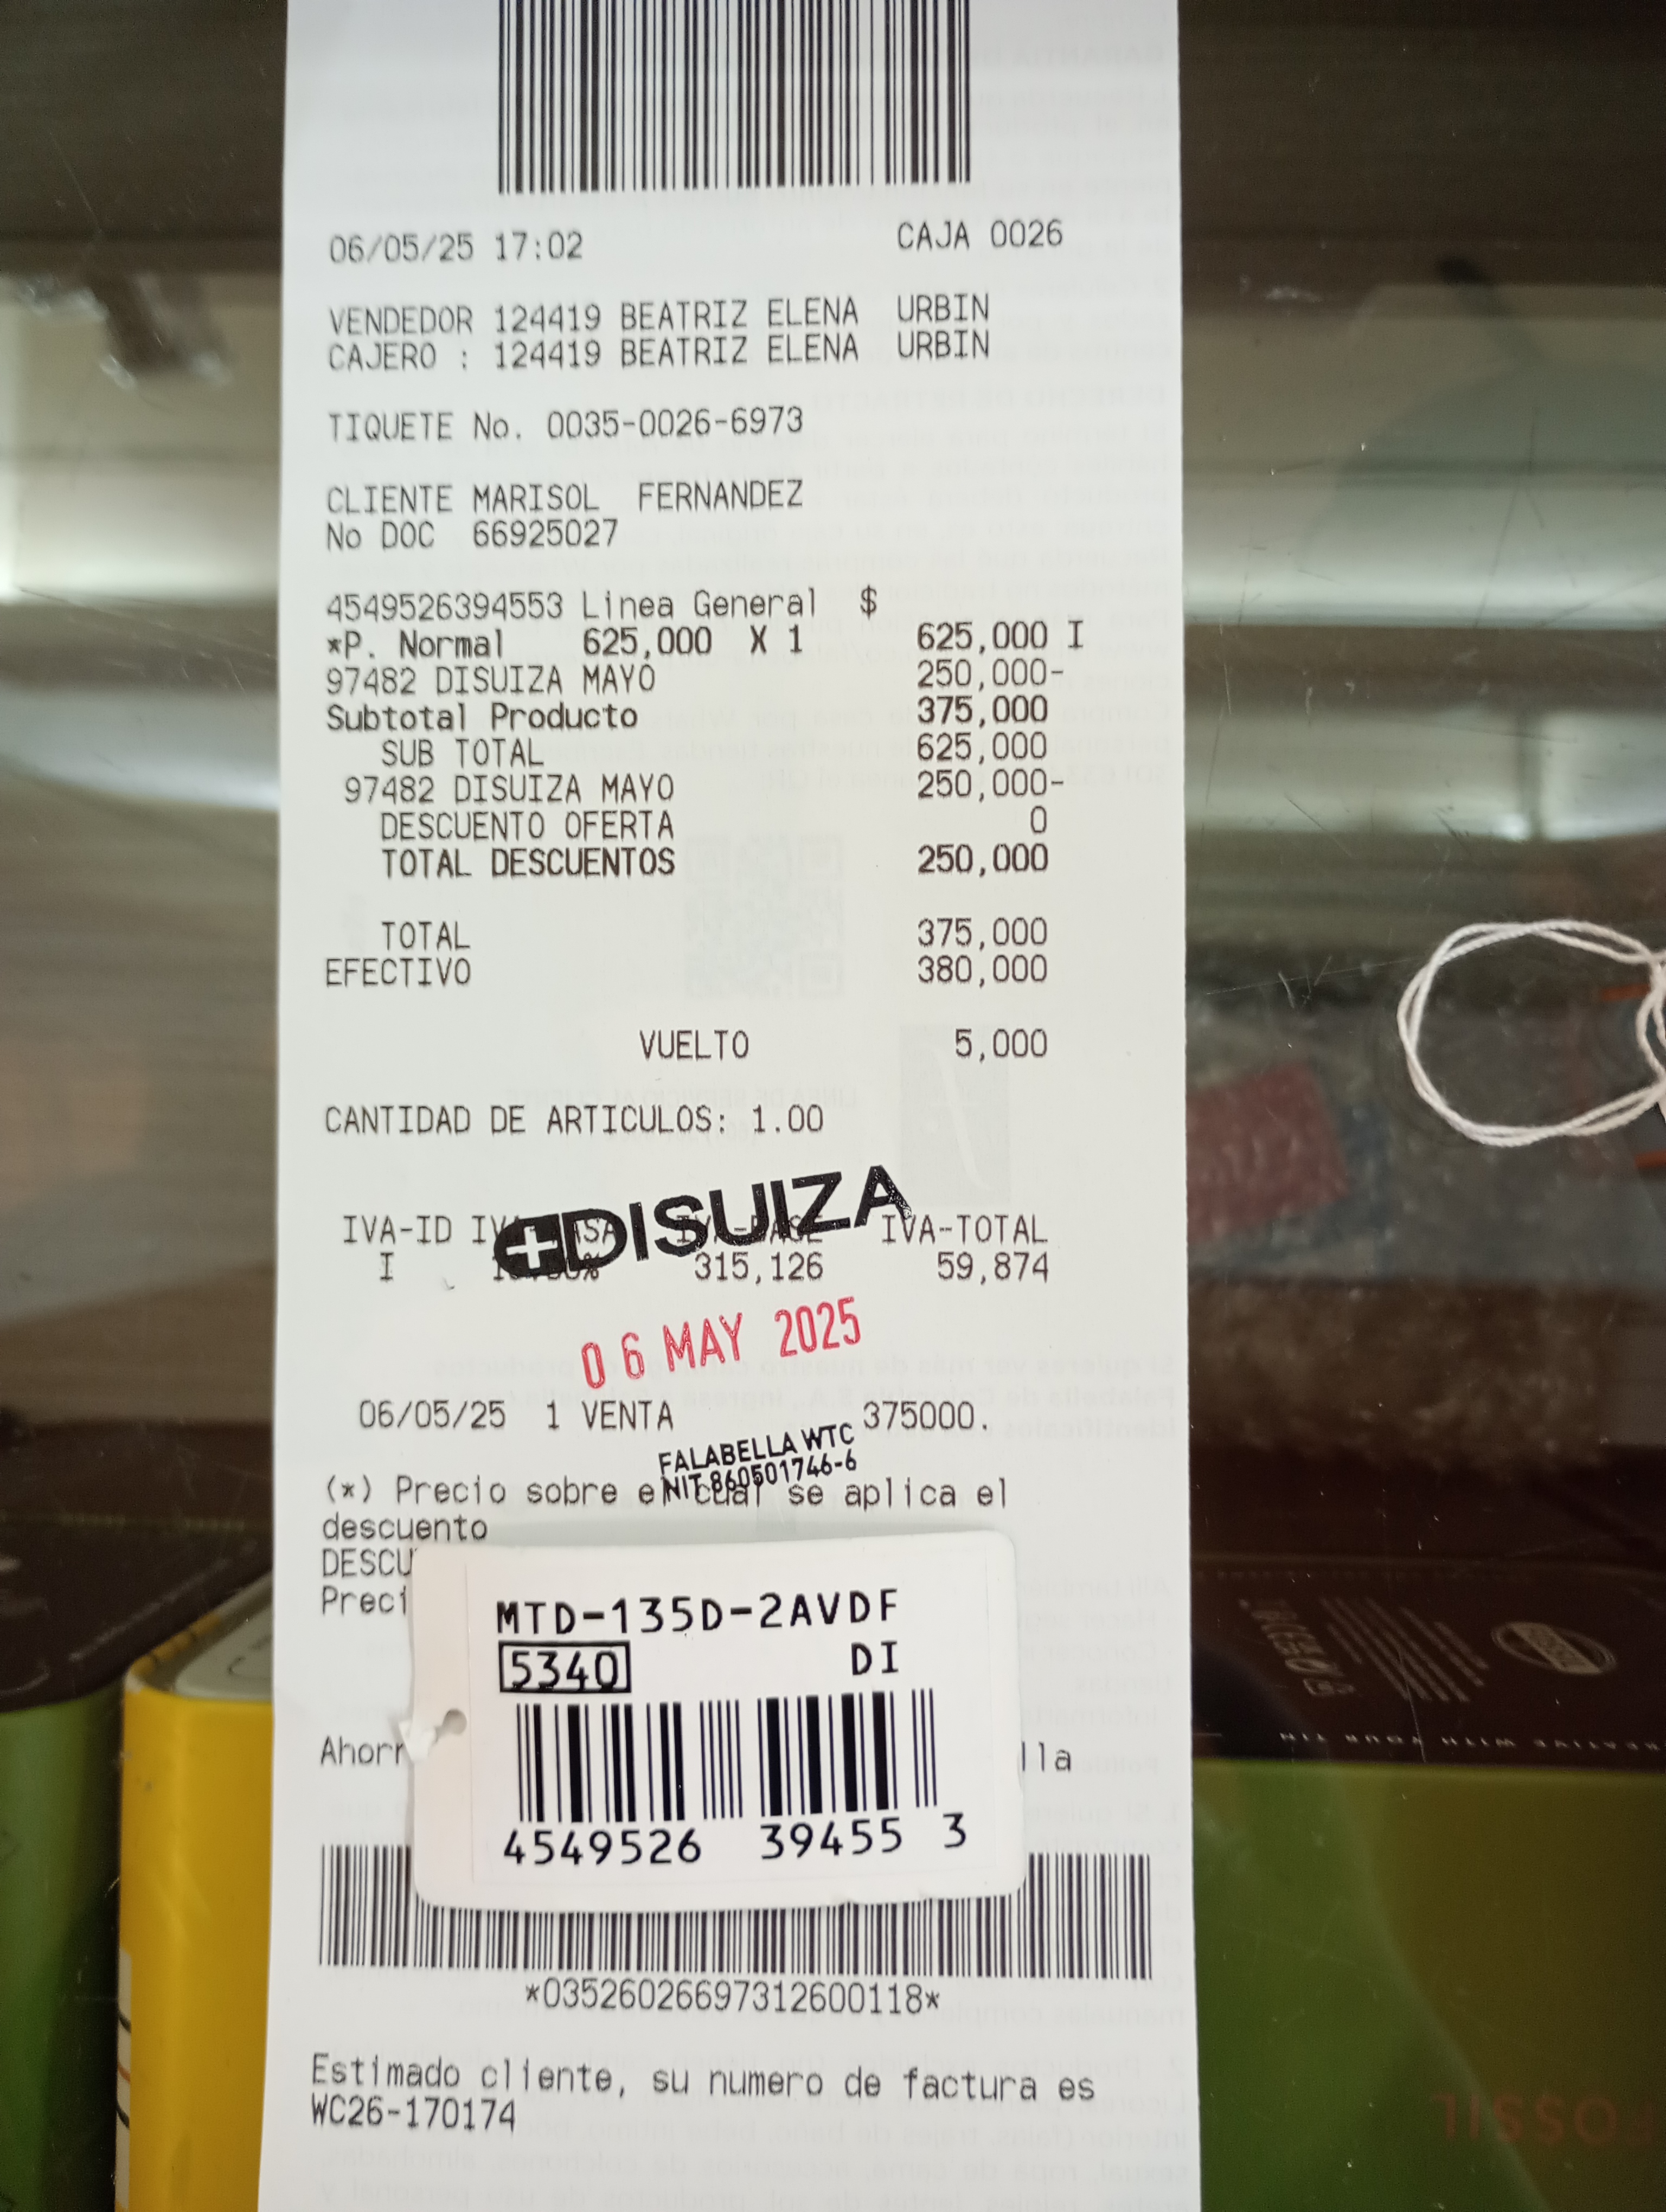 06/05/25 17:02 CAJA 0026
VENDEDOR 124419 BEATRIZ ELENA URBIN
CAJERO : 124419 BEATRIZ ELENA URBIN
TIQUETE No. 0035-0026-6973
CLIENTE MARISOL FERNANDEZ
No DOC 66925027
4549526394553 Linea General $
*P. Normal 625,000 X 1 625,000 I
97482 DISUIZA MAYO 250,000-
Subtotal Producto 375,000
SUB TOTAL 625,000
97482 DISUIZA MAYO 250,000-
DESCUENTO OFERTA 0
TOTAL DESCUENTOS 250,000
TOTAL 375,000
EFECTIVO 380,000
VUELTO 5,000
CANTIDAD DE ARTICULOS: 1.00
DISUIZA
IVA-ID IVA-TOTAL
I 315,126 59,874
06 MAY 2025
06/05/25 1 VENTA 375000.
FALABELLA WTC
NIT 860501746-6
(*) Precio sobre el cual se aplica el
descuento
DESCU
Preci
MTD-135D-2AVDF
5340 DI
Ahorr lla
4549526 39455 3
*035260266697312600118*
Estimado cliente, su numero de factura es
WC26-170174
FOSSIL